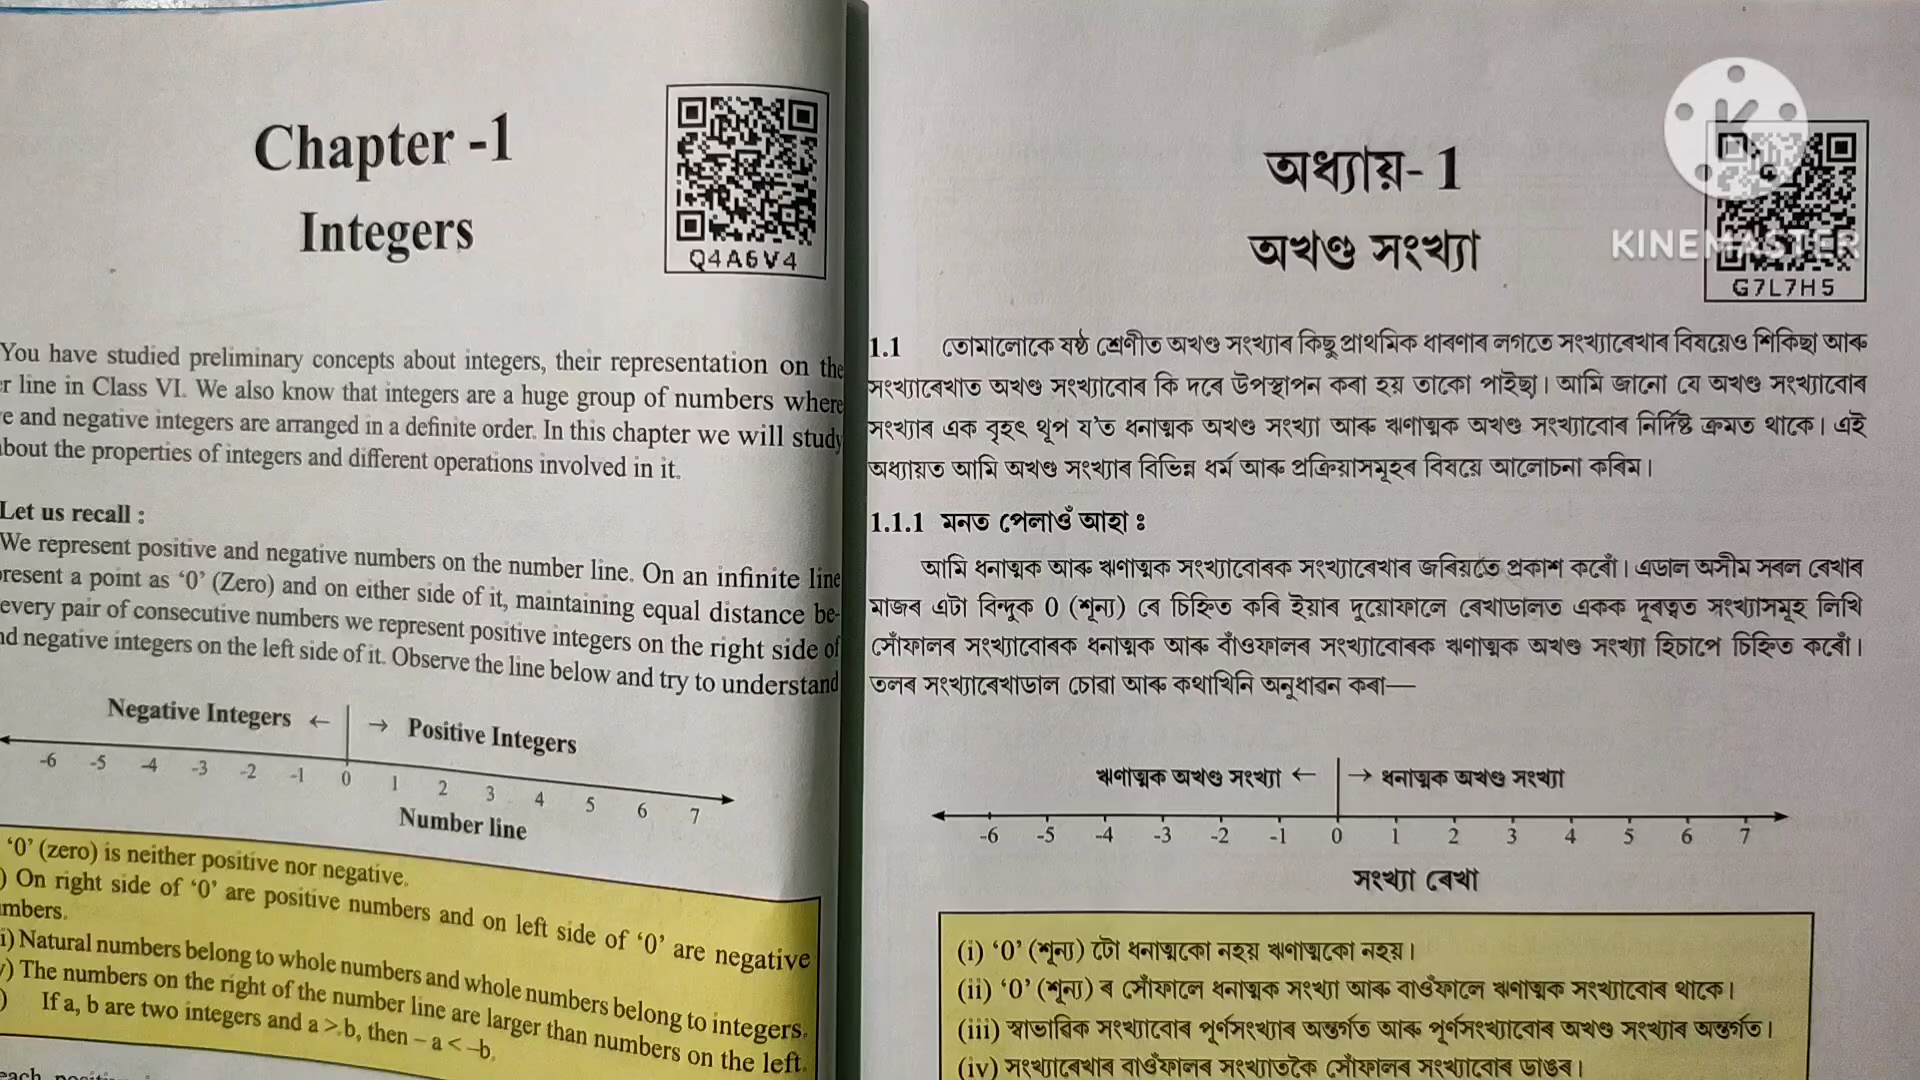 Chapter -1
Integers
Q4A6V4
You have studied preliminary concepts about integers, their representation on the
line in Class VI. We also know that integers are a huge group of numbers where
and negative integers are arranged in a definite order. In this chapter we will study
about the properties of integers and different operations involved in it.
Let us recall :
We represent positive and negative numbers on the number line. On an infinite line
present a point as ‘0’ (Zero) and on either side of it, maintaining equal distance be-
every pair of consecutive numbers we represent positive integers on the right side of
negative integers on the left side of it. Observe the line below and try to understand
Negative Integers ← → Positive Integers
-6 -5 -4 -3 -2 -1 0 1 2 3 4 5 6 7
Number line
‘0’ (zero) is neither positive nor negative.
) On right side of ‘0’ are positive numbers and on left side of ‘0’ are negative
mbers.
i) Natural numbers belong to whole numbers and whole numbers belong to integers.
v) The numbers on the right of the number line are larger than numbers on the left.
) If a, b are two integers and a > b, then – a < –b.
অধ্যায়- 1
অখণ্ড সংখ্যা
G7L7H5
KINEMASTER
1.1 তোমালোকে ষষ্ঠ শ্ৰেণীত অখণ্ড সংখ্যাৰ কিছু প্ৰাথমিক ধাৰণাৰ লগতে সংখ্যাৰেখাৰ বিষয়েও শিকিছা আৰু
সংখ্যাৰেখাত অখণ্ড সংখ্যাবোৰ কি দৰে উপস্থাপন কৰা হয় তাকো পাইছা। আমি জানো যে অখণ্ড সংখ্যাবোৰ
সংখ্যাৰ এক বৃহৎ থূপ য'ত ধনাত্মক অখণ্ড সংখ্যা আৰু ঋণাত্মক অখণ্ড সংখ্যাবোৰ নিৰ্দিষ্ট ক্ৰমত থাকে। এই
অধ্যায়ত আমি অখণ্ড সংখ্যাৰ বিভিন্ন ধৰ্ম আৰু প্ৰক্ৰিয়াসমূহৰ বিষয়ে আলোচনা কৰিম।
1.1.1 মনত পেলাওঁ আহা ঃ
আমি ধনাত্মক আৰু ঋণাত্মক সংখ্যাবোৰক সংখ্যাৰেখাৰ জৰিয়তে প্ৰকাশ কৰোঁ। এডাল অসীম সৰল ৰেখাৰ
মাজৰ এটা বিন্দুক 0 (শূন্য) ৰে চিহ্নিত কৰি ইয়াৰ দুয়োফালে ৰেখাডালত একক দূৰত্বত সংখ্যাসমূহ লিখি
সোঁফালৰ সংখ্যাবোৰক ধনাত্মক আৰু বাঁওফালৰ সংখ্যাবোৰক ঋণাত্মক অখণ্ড সংখ্যা হিচাপে চিহ্নিত কৰোঁ।
তলৰ সংখ্যাৰেখাডাল চোৱা আৰু কথাখিনি অনুধাৱন কৰা—
ঋণাত্মক অখণ্ড সংখ্যা ← → ধনাত্মক অখণ্ড সংখ্যা
-6 -5 -4 -3 -2 -1 0 1 2 3 4 5 6 7
সংখ্যা ৰেখা
(i) ‘0’ (শূন্য) টো ধনাত্মকো নহয় ঋণাত্মকো নহয়।
(ii) ‘0’ (শূন্য) ৰ সোঁফালে ধনাত্মক সংখ্যা আৰু বাওঁফালে ঋণাত্মক সংখ্যাবোৰ থাকে।
(iii) স্বাভাৱিক সংখ্যাবোৰ পূৰ্ণসংখ্যাৰ অন্তৰ্গত আৰু পূৰ্ণসংখ্যাবোৰ অখণ্ড সংখ্যাৰ অন্তৰ্গত।
(iv) সংখ্যাৰেখাৰ বাওঁফালৰ সংখ্যাতকৈ সোঁফালৰ সংখ্যাবোৰ ডাঙৰ।